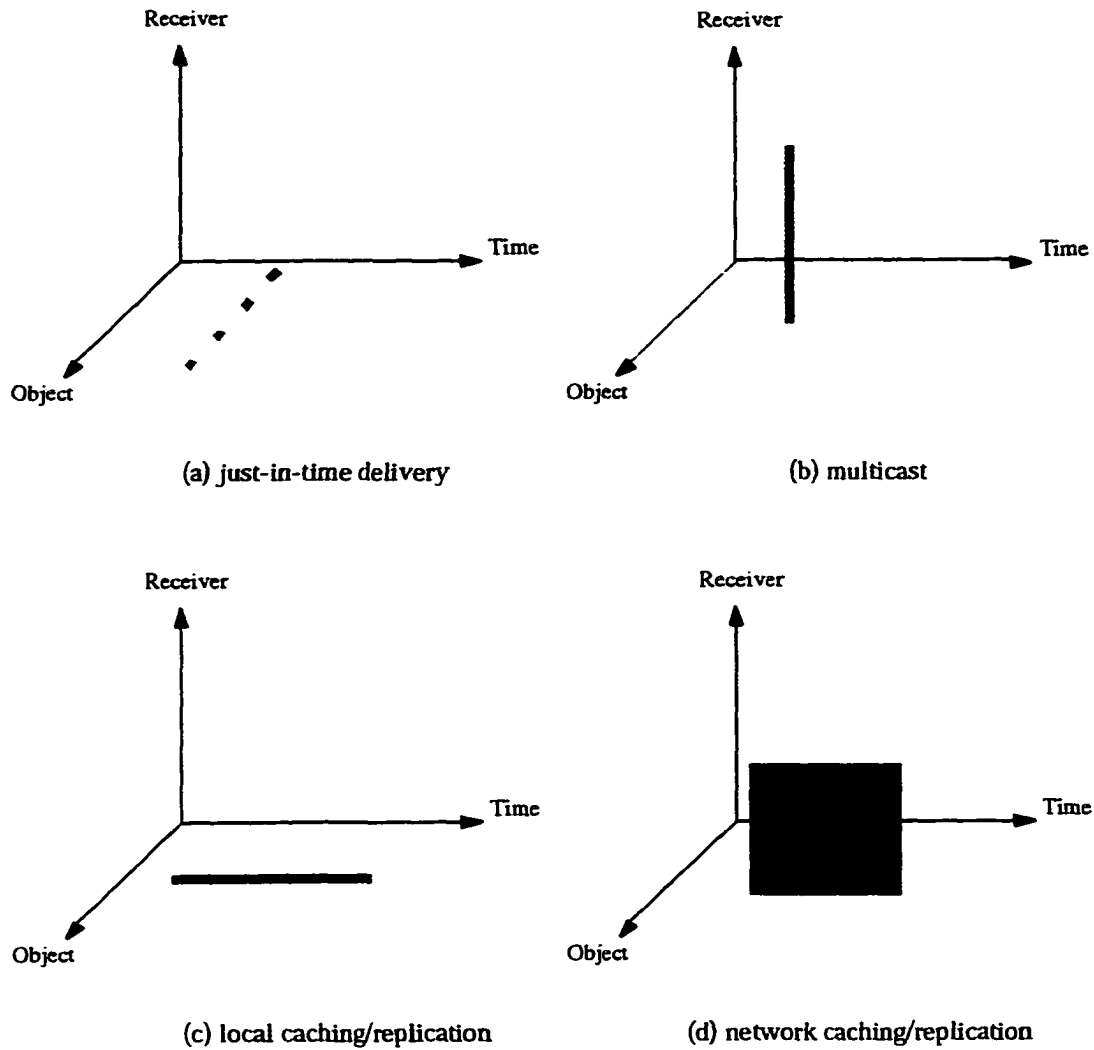 Receiver
Receiver
Time
Time
Object
Object
(a) just-in-time delivery
(b) multicast
Receiver
Receiver
Time
Time
Object
Object
(c) local caching/replication
(d) network caching/replication